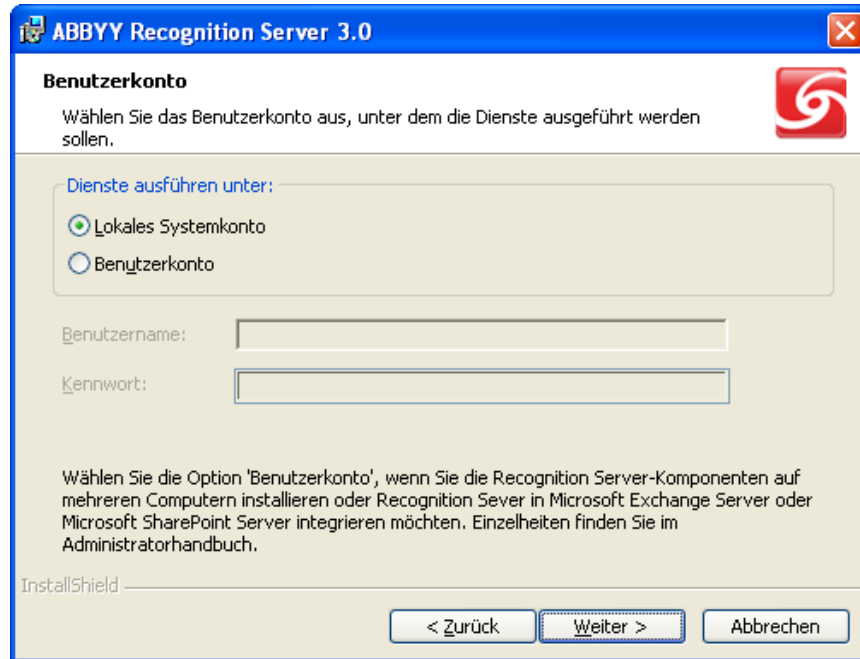 ABBYY Recognition Server 3.0
Benutzerkonto
Wählen Sie das Benutzerkonto aus, unter dem die Dienste ausgeführt werden
sollen.
Dienste ausführen unter:
Lokales Systemkonto
Benutzerkonto
Benutzername:
Kennwort:
Wählen Sie die Option 'Benutzerkonto', wenn Sie die Recognition Server-Komponenten auf
mehreren Computern installieren oder Recognition Sever in Microsoft Exchange Server oder
Microsoft SharePoint Server integrieren möchten. Einzelheiten finden Sie im
Administratorhandbuch.
InstallShield
< Zurück Weiter > Abbrechen